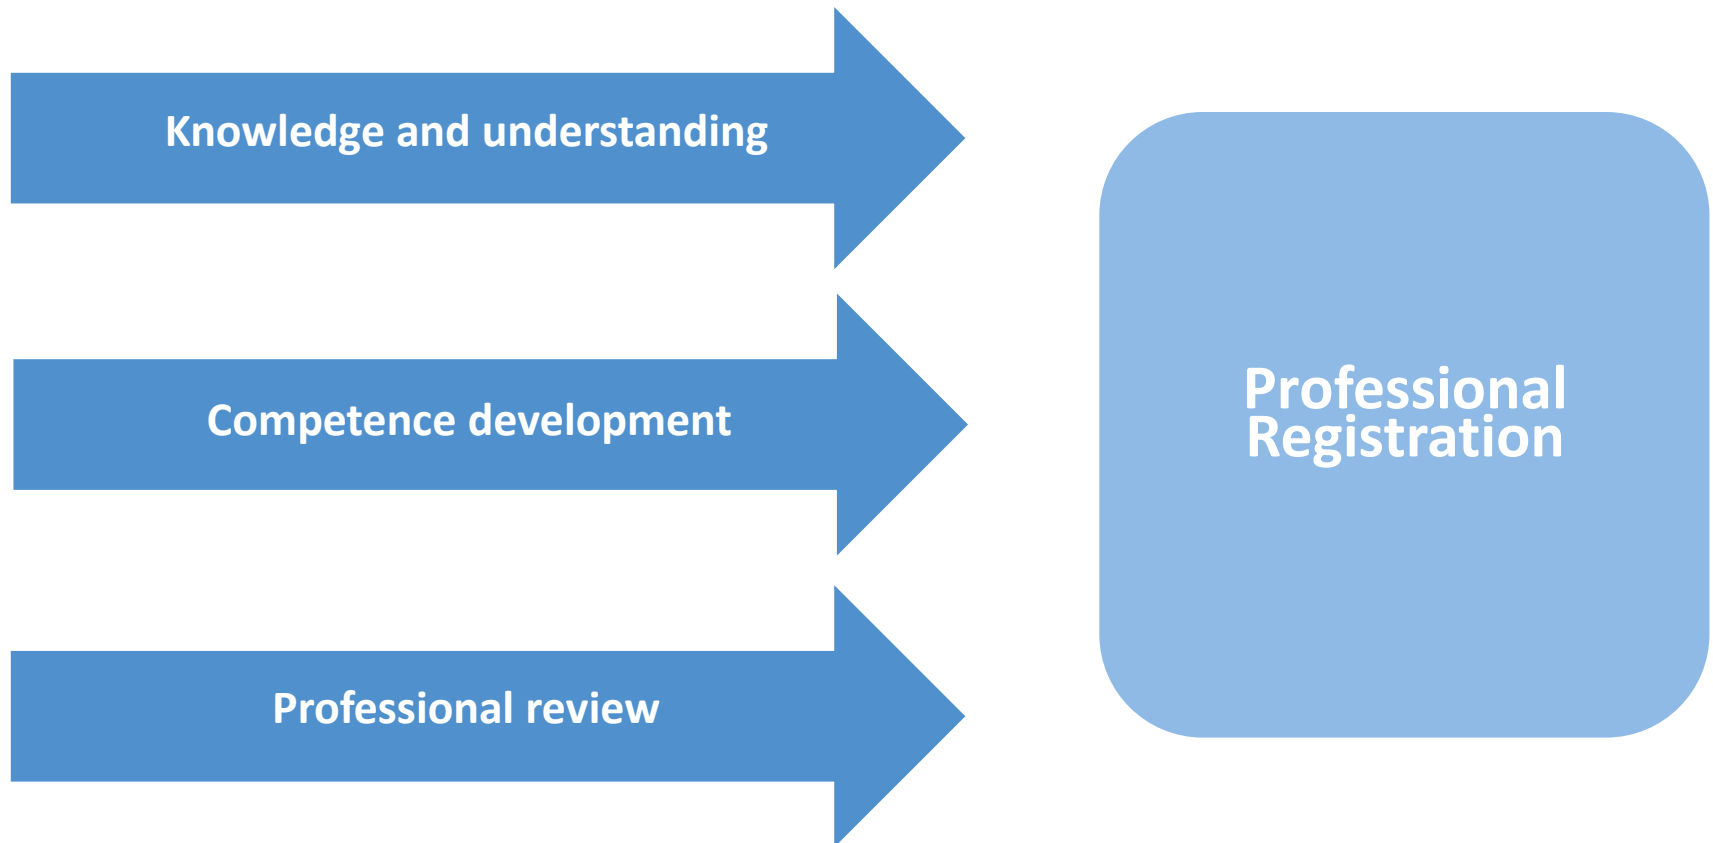 Knowledge and understanding
Competence development
Professional review
Professional
Registration